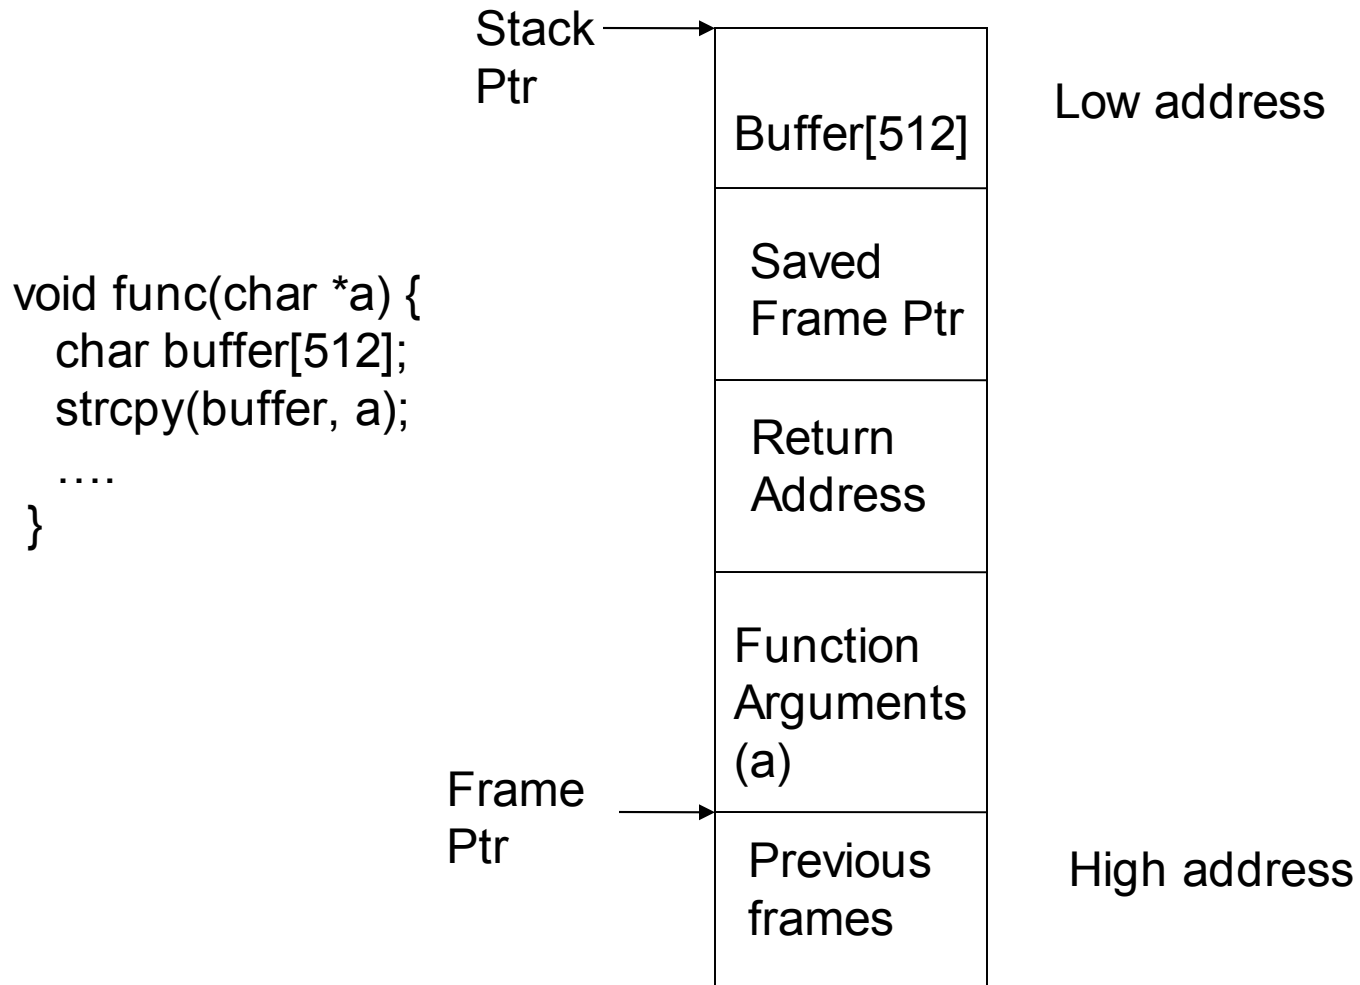 Stack
Ptr
Low address
Buffer[512]
Saved
Frame Ptr
void func(char *a) {
char buffer[512];
strcpy(buffer, a);
….
}
Return
Address
Function
Arguments
(a)
Frame
Ptr
Previous
frames
High address